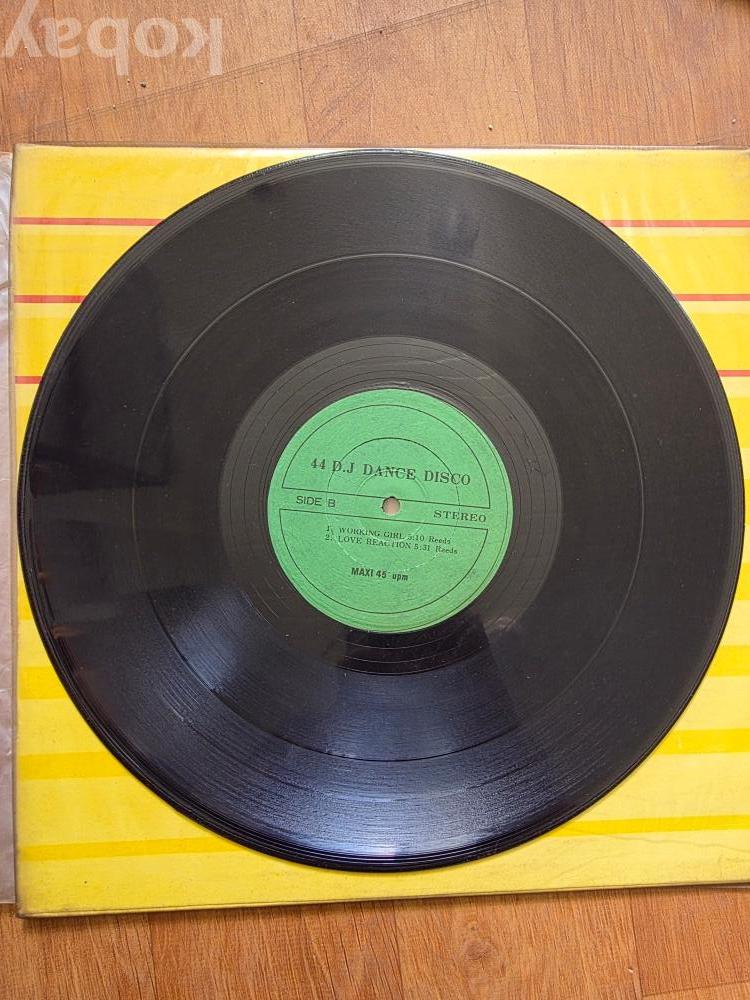 kobay
44 D.J DANCE DISCO
SIDE B
STEREO
1. WORKING GIRL 5:10 Reeds
2. LOVE REACTION 5:31 Reeds
MAXI 45 upm